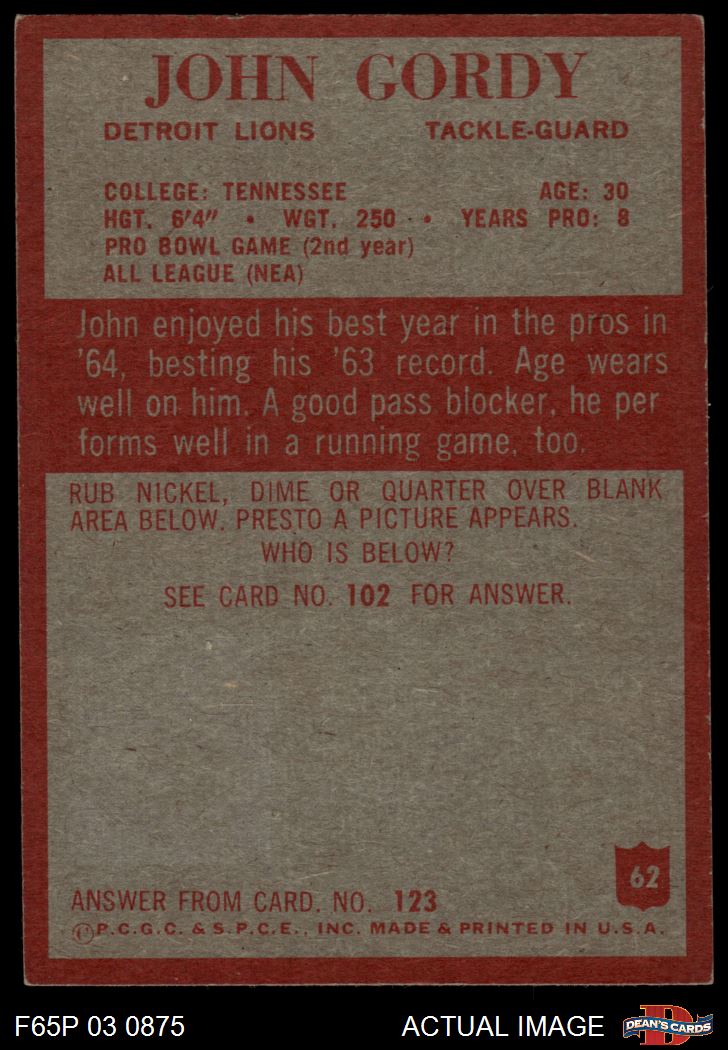 JOHN GORDY
DETROIT LIONS TACKLE-GUARD
COLLEGE: TENNESSEE AGE: 30
HGT. 6'4" • WGT. 250 • YEARS PRO: 8
PRO BOWL GAME (2nd year)
ALL LEAGUE (NEA)
John enjoyed his best year in the pros in
'64, besting his '63 record. Age wears
well on him. A good pass blocker, he per
forms well in a running game, too.
RUB NICKEL, DIME OR QUARTER OVER BLANK
AREA BELOW. PRESTO A PICTURE APPEARS.
WHO IS BELOW?
SEE CARD NO. 102 FOR ANSWER.
62
ANSWER FROM CARD. NO. 123
©P.C.G.C. & S.P.C.E., INC. MADE & PRINTED IN U.S.A.
F65P 03 0875 ACTUAL IMAGE
D
DEAN'S CARDS